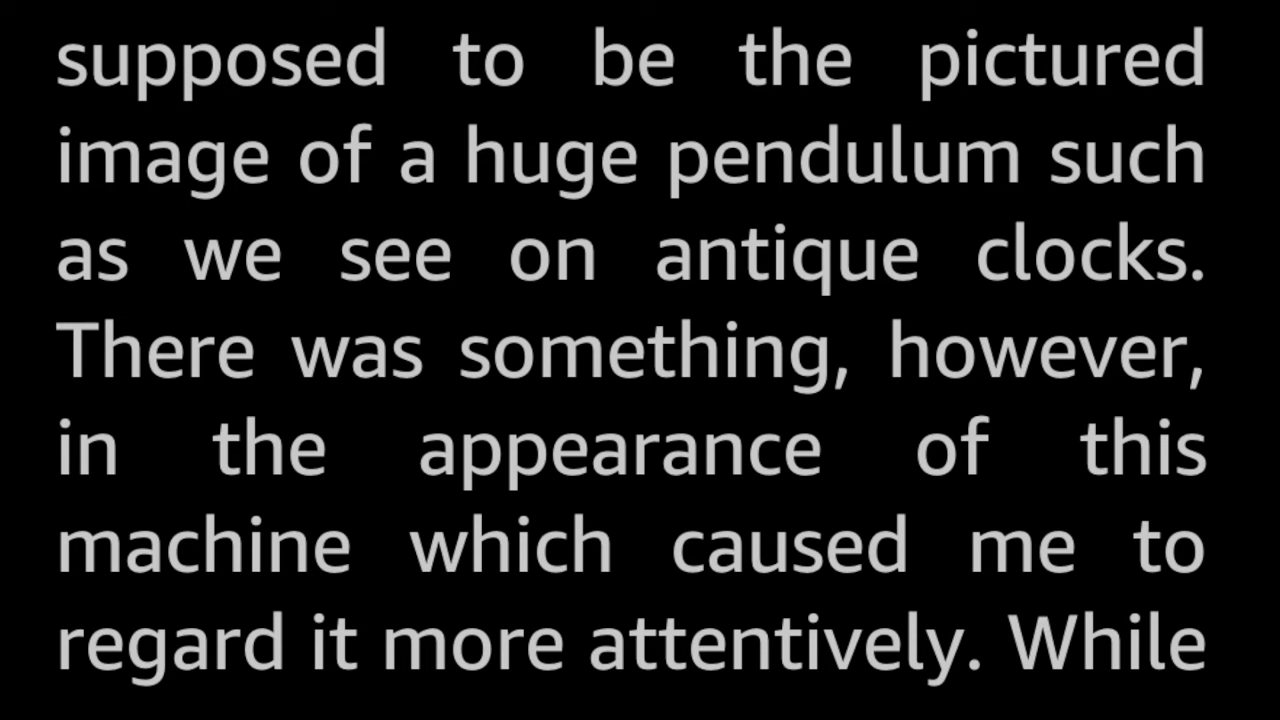 supposed to be the pictured
image of a huge pendulum such
as we see on antique clocks.
There was something, however,
in the appearance of this
machine which caused me to
regard it more attentively. While